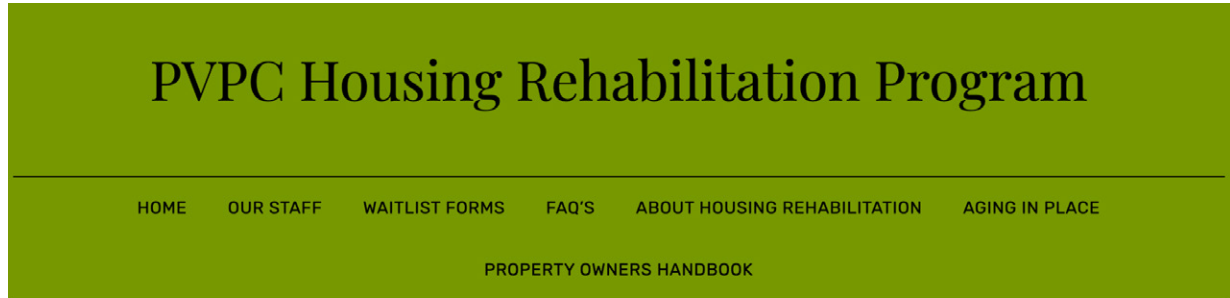 PVPC Housing Rehabilitation Program
HOME OUR STAFF WAITLIST FORMS FAQ'S ABOUT HOUSING REHABILITATION AGING IN PLACE
PROPERTY OWNERS HANDBOOK